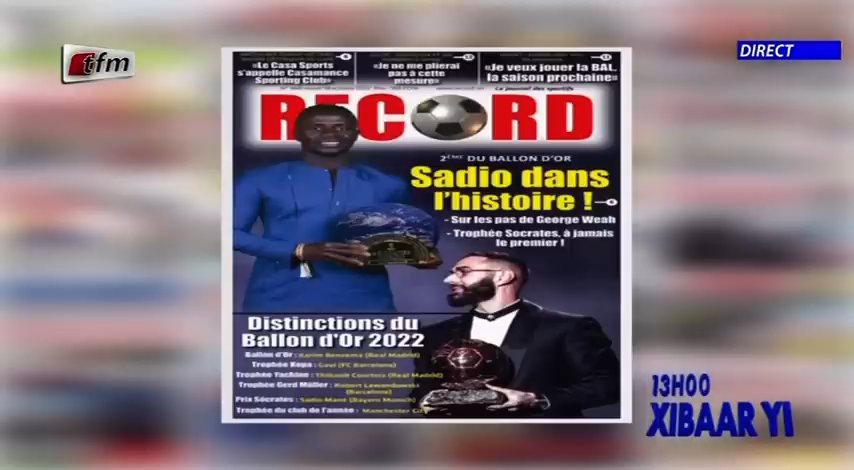 tfm
DIRECT
«Le Casa Sports
s'appelle Casamance
Sporting Club»
«Je ne me plierai
pas à cette
mesure»
«Je veux jouer la BAL
la saison prochaine»
Le journal des sportifs
RECORD
2ÈME DU BALLON D'OR
Sadio dans
l'histoire !
- Sur les pas de George Weah
- Trophée Socrates, à jamais
le premier !
Distinctions du
Ballon d'Or 2022
Ballon d'Or : Karim Benzema (Real Madrid)
Trophée Kopa : Gavi (FC Barcelone)
Trophée Yachine : Thibault Courtois (Real Madrid)
Trophée Gerd Müller : Robert Lewandowski
(Barcelone)
Prix Sócrates : Sadio Mané (Bayern Munich)
Trophée du club de l'année : Manchester City
13H00
XIBAAR YI